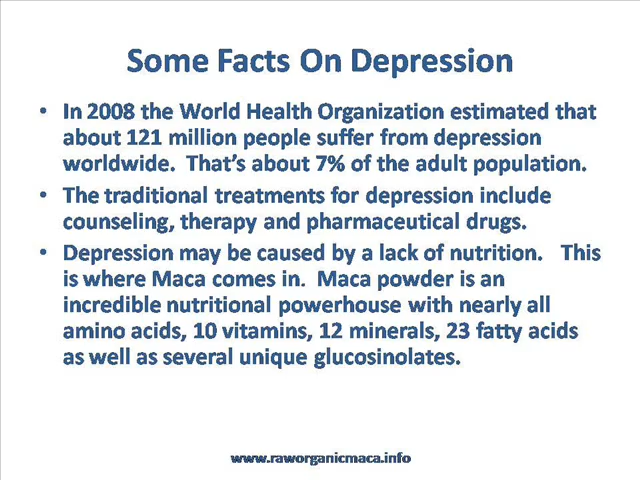 Some Facts On Depression
• In 2008 the World Health Organization estimated that
about 121 million people suffer from depression
worldwide.  That's about 7% of the adult population.
• The traditional treatments for depression include
counseling, therapy and pharmaceutical drugs.
• Depression may be caused by a lack of nutrition.   This
is where Maca comes in.  Maca powder is an
incredible nutritional powerhouse with nearly all
amino acids, 10 vitamins, 12 minerals, 23 fatty acids
as well as several unique glucosinolates.
www.raworganicmaca.info